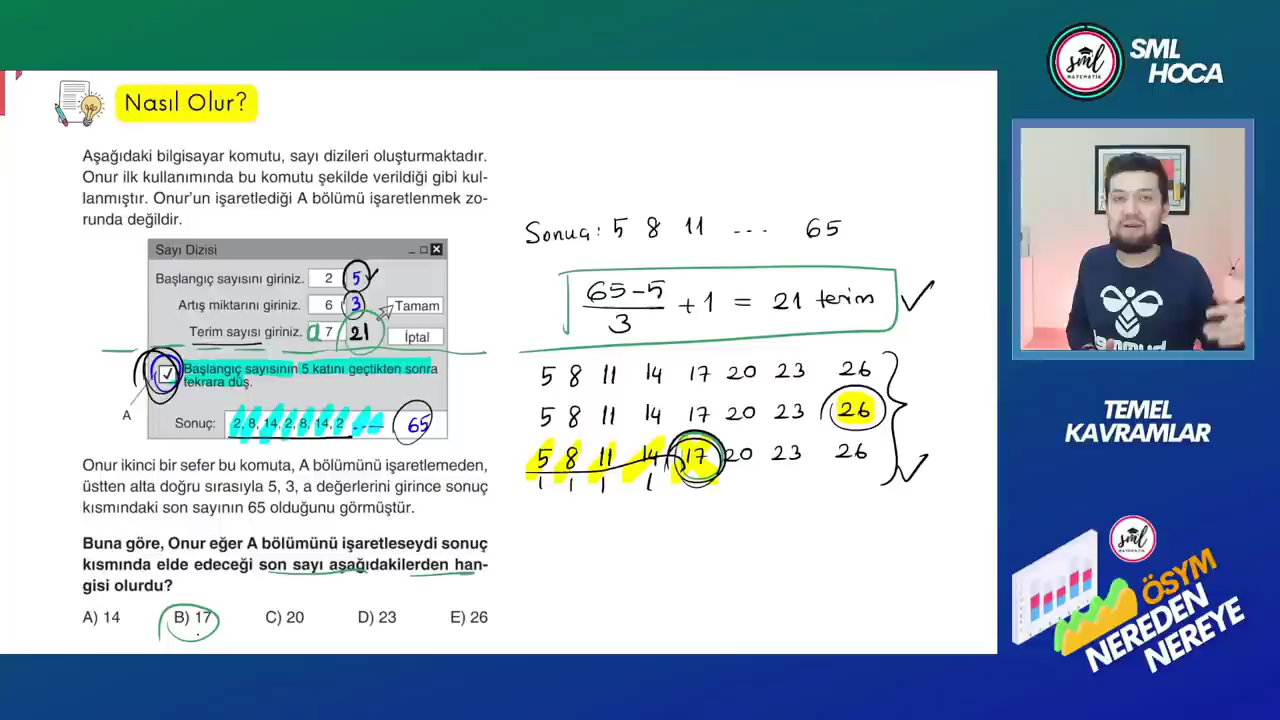 SML
HOCA
sml
MATEMATİK
Nasıl Olur?
Aşağıdaki bilgisayar komutu, sayı dizileri oluşturmaktadır.
Onur ilk kullanımında bu komutu şekilde verildiği gibi kul-
lanmıştır. Onur'un işaretlediği A bölümü işaretlenmek zo-
runda değildir.
Sayı Dizisi
Başlangıç sayısını giriniz. 2 5
Artış miktarını giriniz. 6 3 Tamam
Terim sayısı giriniz. a 7 21 İptal
Başlangıç sayısının 5 katını geçtikten sonra
tekrara düş.
A
Sonuç: 2, 8, 14, 2, 8, 14, 2 ..... 65
Onur ikinci bir sefer bu komuta, A bölümünü işaretlemeden,
üstten alta doğru sırasıyla 5, 3, a değerlerini girince sonuç
kısmındaki son sayının 65 olduğunu görmüştür.
Buna göre, Onur eğer A bölümünü işaretleseydi sonuç
kısmında elde edeceği son sayı aşağıdakilerden han-
gisi olurdu?
A) 14 B) 17 C) 20 D) 23 E) 26
Sonuç: 5 8 11 ... 65
65-5
3
+ 1 = 21 terim
5 8 11 14 17 20 23 26
5 8 11 14 17 20 23 26
5 8 11 14 17 20 23 26
TEMEL
KAVRAMLAR
sml
MATEMATİK
ÖSYM
NEREDEN
NEREYE